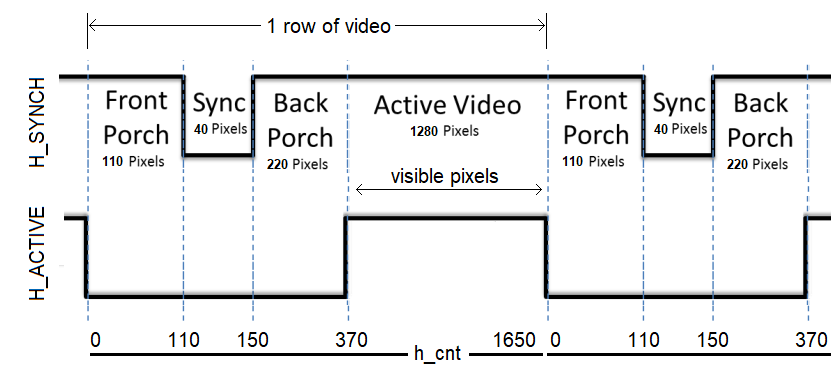 1 row of video
H_SYNCH
Front
Porch
110 Pixels
Sync
40 Pixels
Back
Porch
220 Pixels
Active Video
1280 Pixels
visible pixels
Front
Porch
110 Pixels
Sync
40 Pixels
Back
Porch
220 Pixels
H_ACTIVE
0 110 150 370 1650 0 110 150 370
h_cnt